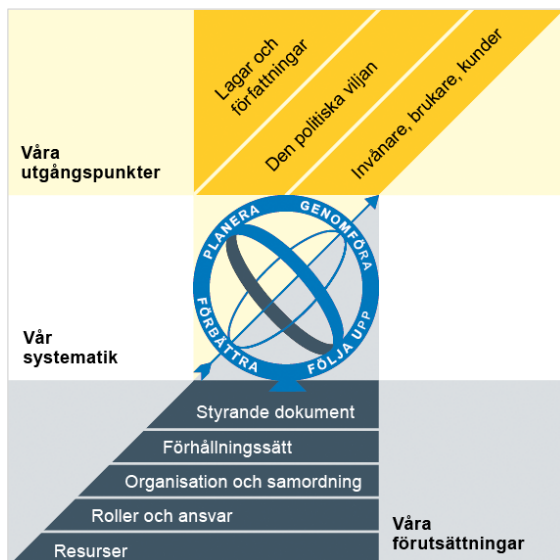 Lagar och
författningar
Den politiska viljan
Invånare, brukare, kunder
Våra
utgångspunkter
PLANERA
GENOMFÖRA
FÖRBÄTTRA
FÖLJA UPP
Vår
systematik
Styrande dokument
Förhållningssätt
Organisation och samordning
Roller och ansvar
Resurser
Våra
förutsättningar